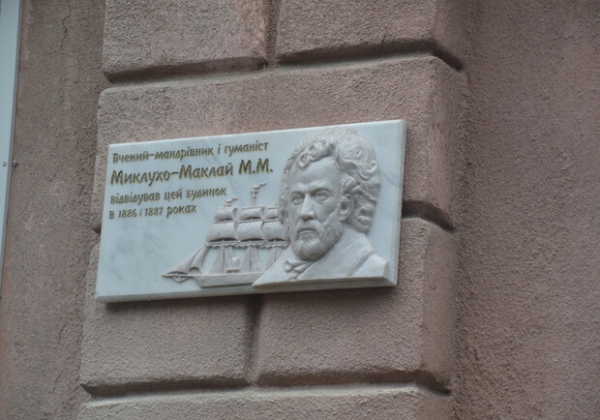 Вчений-мандрівник і гуманіст
Миклухо-Маклай М.М.
відвідував цей будинок
в 1886 і 1887 роках